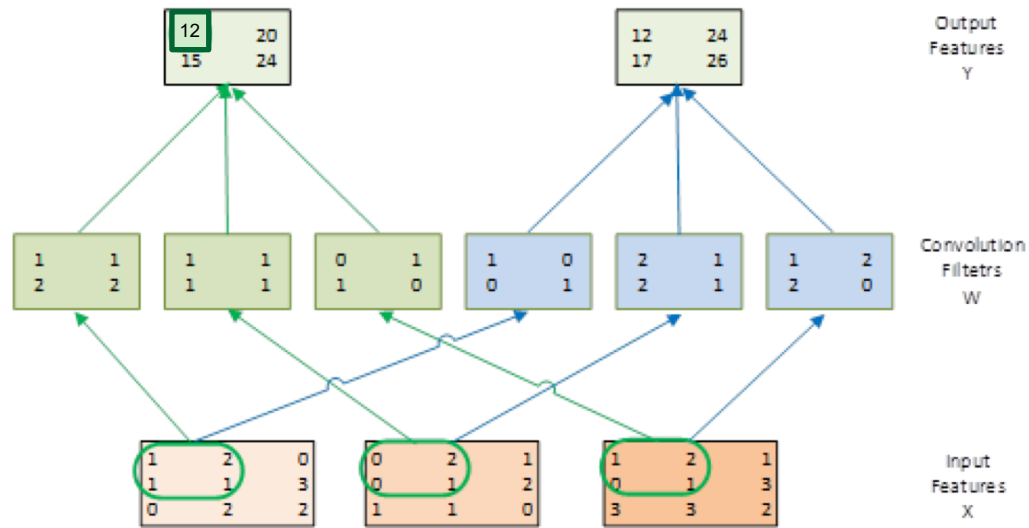 12 20
15 24
12 24
17 26
Output
Features
Y
1 1
2 2
1 1
1 1
0 1
1 0
1 0
0 1
2 1
2 1
1 2
2 0
Convolution
Filtetrs
W
1 2 0
1 1 3
0 2 2
0 2 1
0 1 2
1 1 0
1 2 1
0 1 3
3 3 2
Input
Features
X